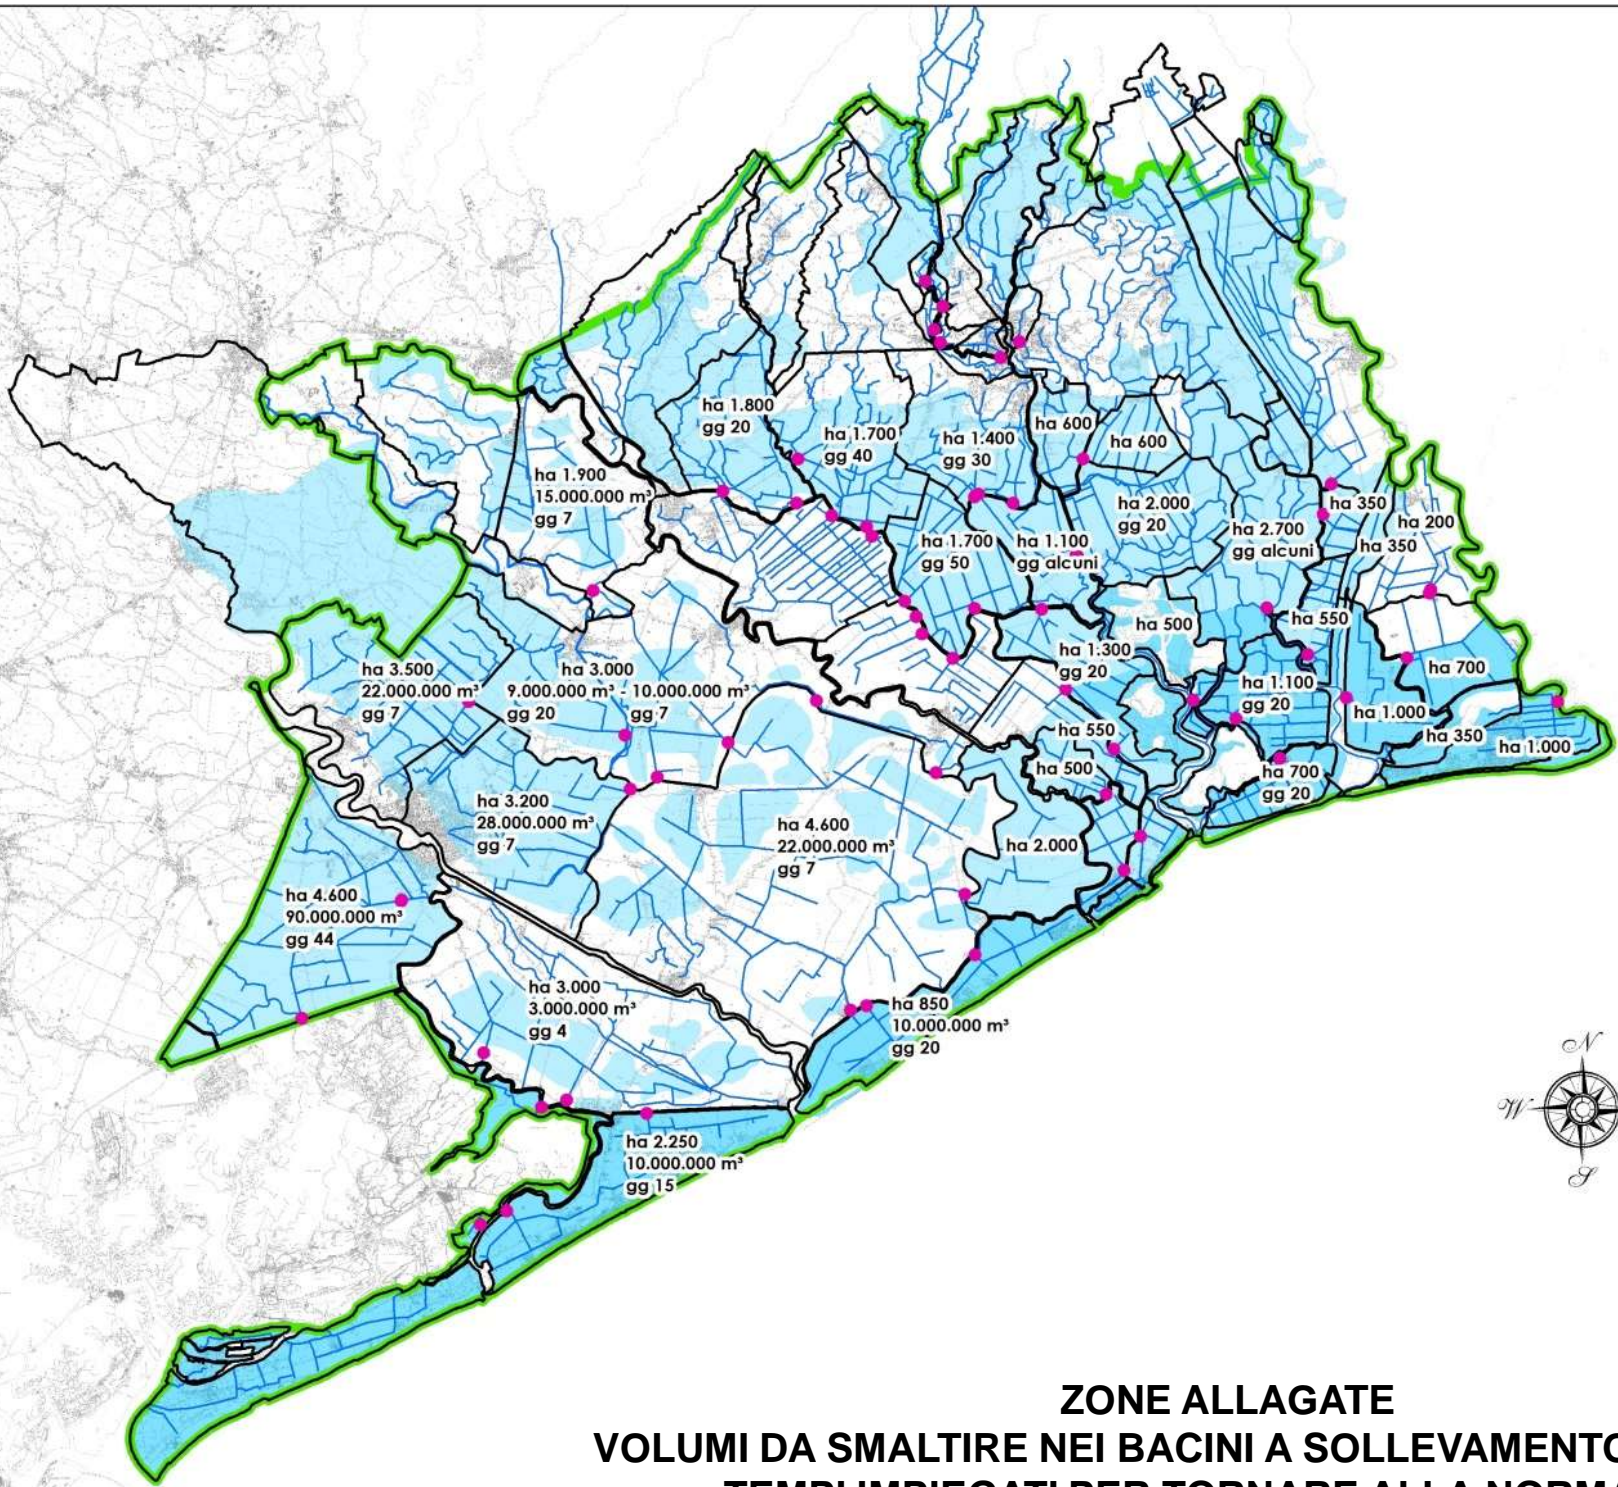 ha 1.800
gg 20
ha 1.700
gg 40
ha 1.400
gg 30
ha 600
ha 600
ha 1.900
15.000.000 m³
gg 7
ha 2.000
gg 20
ha 350
ha 200
ha 2.700
gg alcuni
ha 350
ha 1.700
gg 50
ha 1.100
gg alcuni
ha 500
ha 550
ha 1.300
gg 20
ha 3.500
22.000.000 m³
gg 7
ha 3.000
9.000.000 m³ - 10.000.000 m³
gg 20 gg 7
ha 700
ha 1.100
gg 20
ha 1.000
ha 350
ha 1.000
ha 550
ha 500
ha 700
gg 20
ha 3.200
28.000.000 m³
gg 7
ha 4.600
22.000.000 m³
gg 7
ha 2.000
ha 4.600
90.000.000 m³
gg 44
ha 3.000
3.000.000 m³
gg 4
ha 850
10.000.000 m³
gg 20
N
W
S
ha 2.250
10.000.000 m³
gg 15
ZONE ALLAGATE
VOLUMI DA SMALTIRE NEI BACINI A SOLLEVAMENTO
TEMPI IMPIEGATI PER TORNARE ALLA NORMA